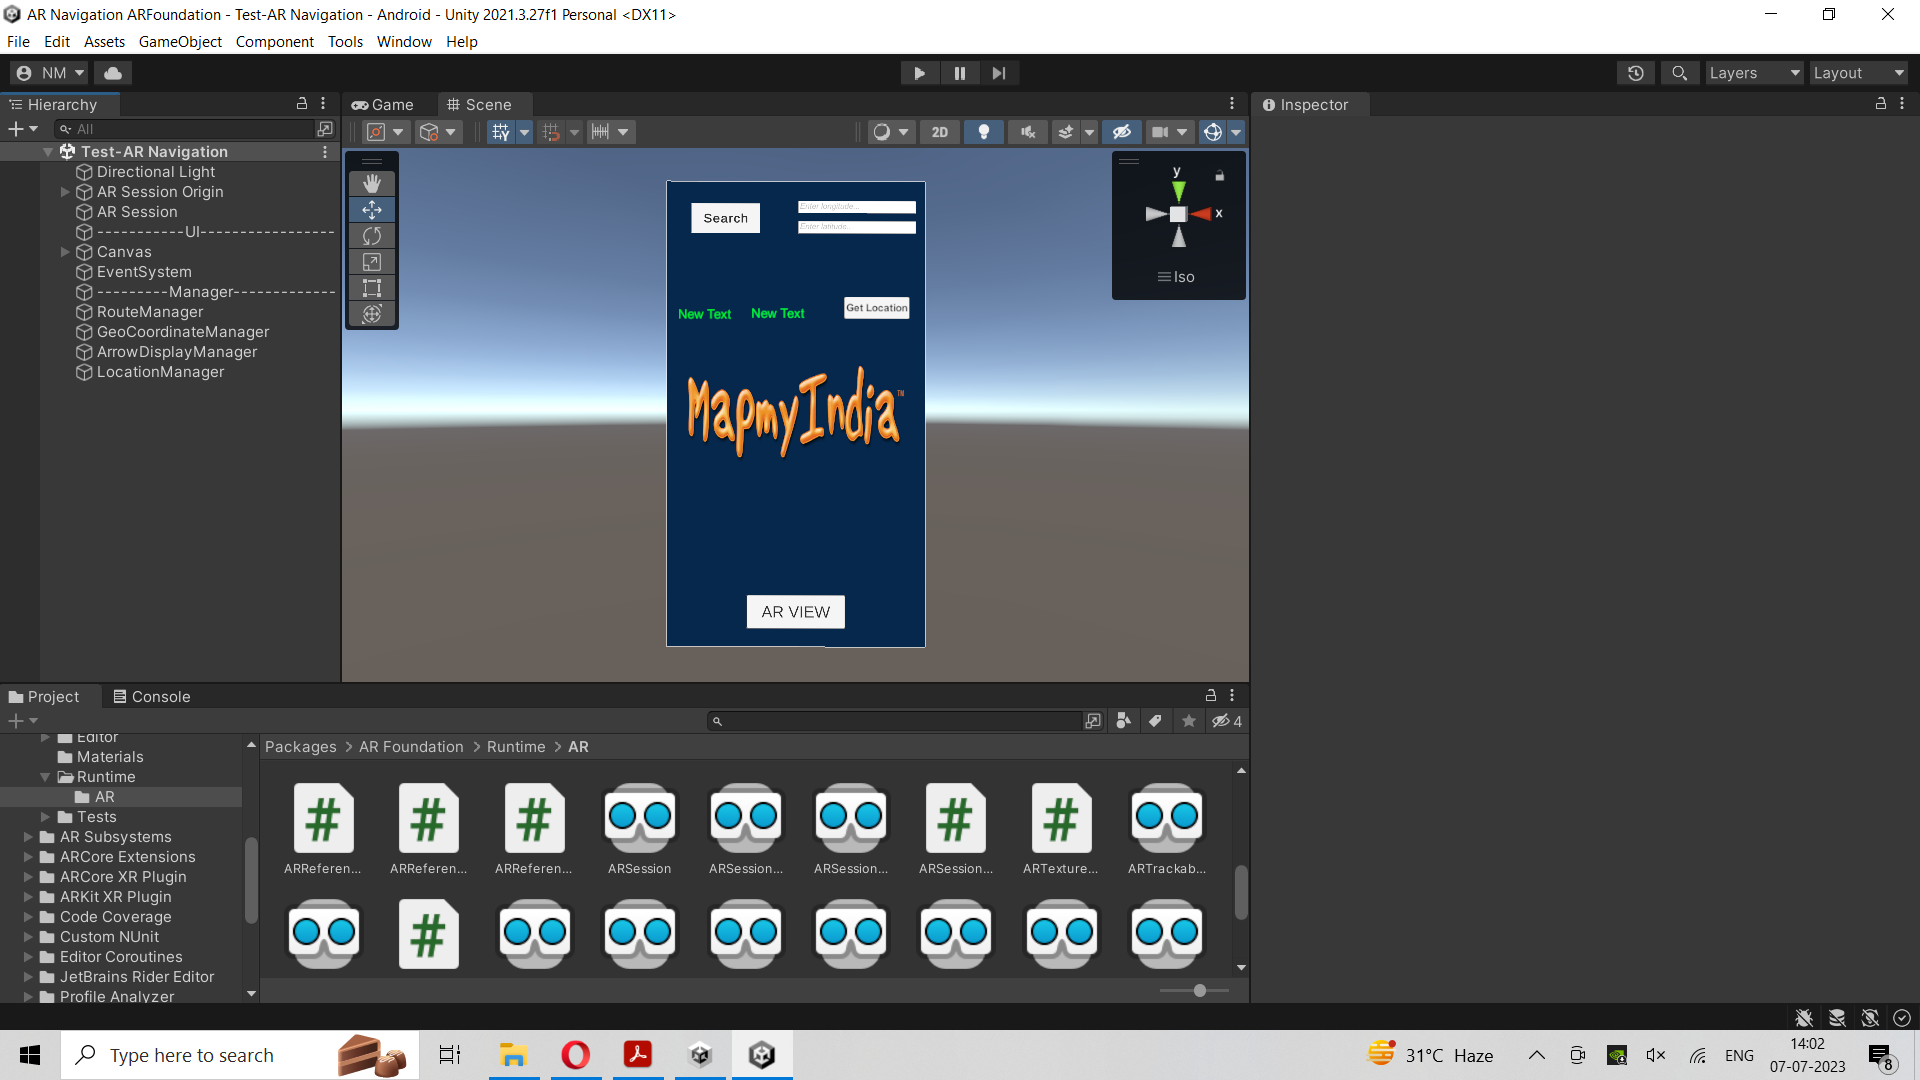 AR Navigation ARFoundation - Test-AR Navigation - Android - Unity 2021.3.27f1 Personal <DX11>
File Edit Assets GameObject Component Tools Window Help
NM
Layers
Layout
Hierarchy
All
Test-AR Navigation
Directional Light
AR Session Origin
AR Session
-----------UI-----------------
Canvas
EventSystem
---------Manager-------------
RouteManager
GeoCoordinateManager
ArrowDisplayManager
LocationManager
Game
Scene
2D
y
x
Iso
Search
Enter longitude...
Enter latitude...
New Text
New Text
Get Location
MapmyIndia™
AR VIEW
Inspector
Project
Console
4
Editor
Materials
Runtime
AR
Tests
AR Subsystems
ARCore Extensions
ARCore XR Plugin
ARKit XR Plugin
Code Coverage
Custom NUnit
Editor Coroutines
JetBrains Rider Editor
Profile Analyzer
Packages > AR Foundation > Runtime > AR
ARReferen...
ARReferen...
ARReferen...
ARSession
ARSession...
ARSession...
ARSession...
ARTexture...
ARTrackab...
Type here to search
31°C Haze
ENG
14:02
07-07-2023
8